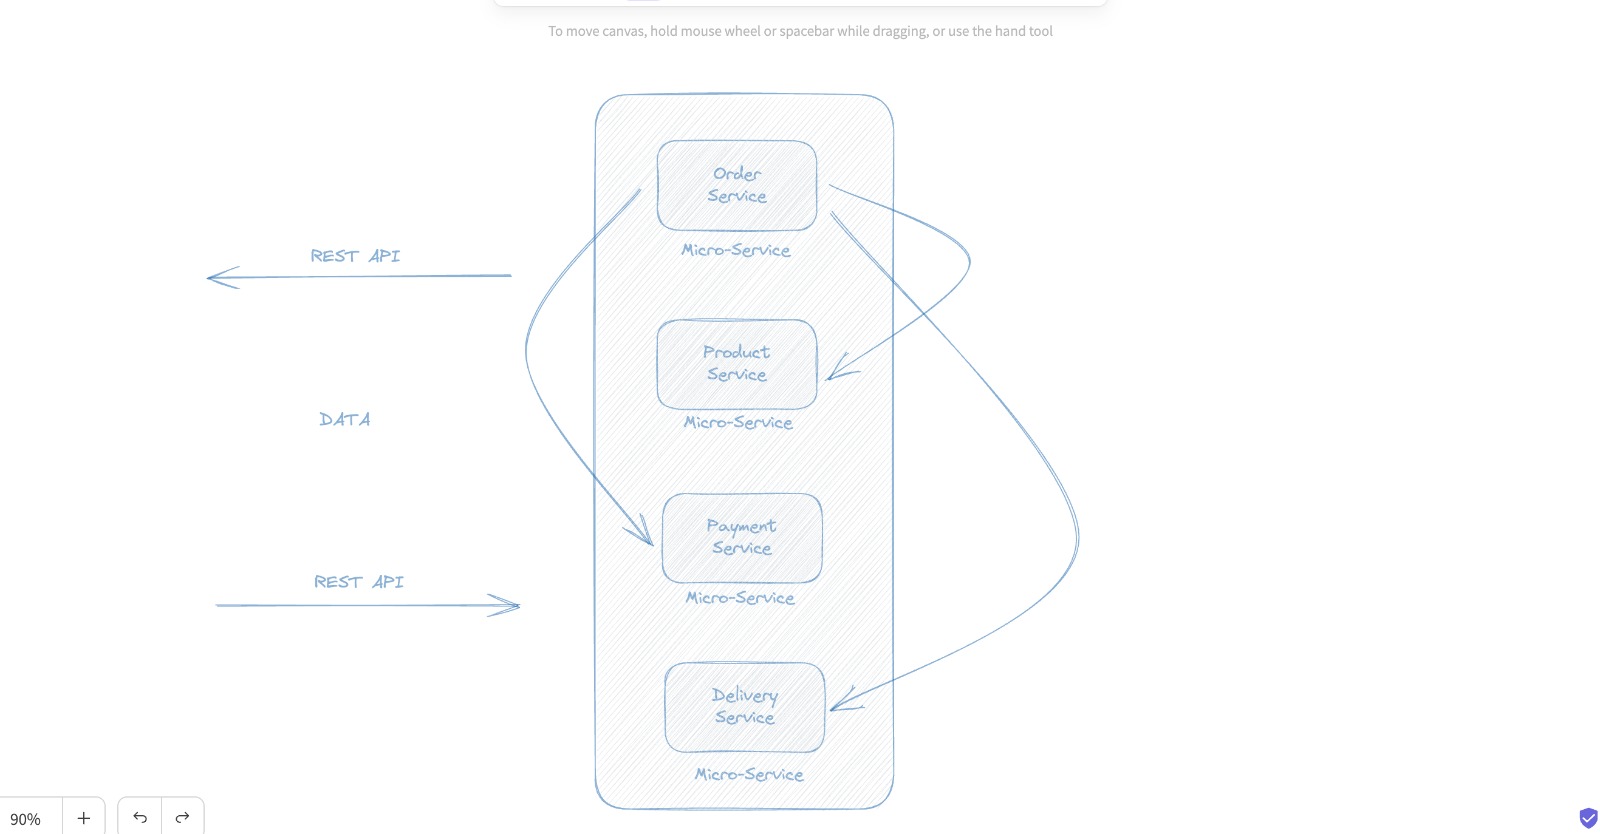 To move canvas, hold mouse wheel or spacebar while dragging, or use the hand tool
Order
Service
Micro-Service
REST API
Product
Service
Micro-Service
DATA
Payment
Service
Micro-Service
REST API
Delivery
Service
Micro-Service
90%